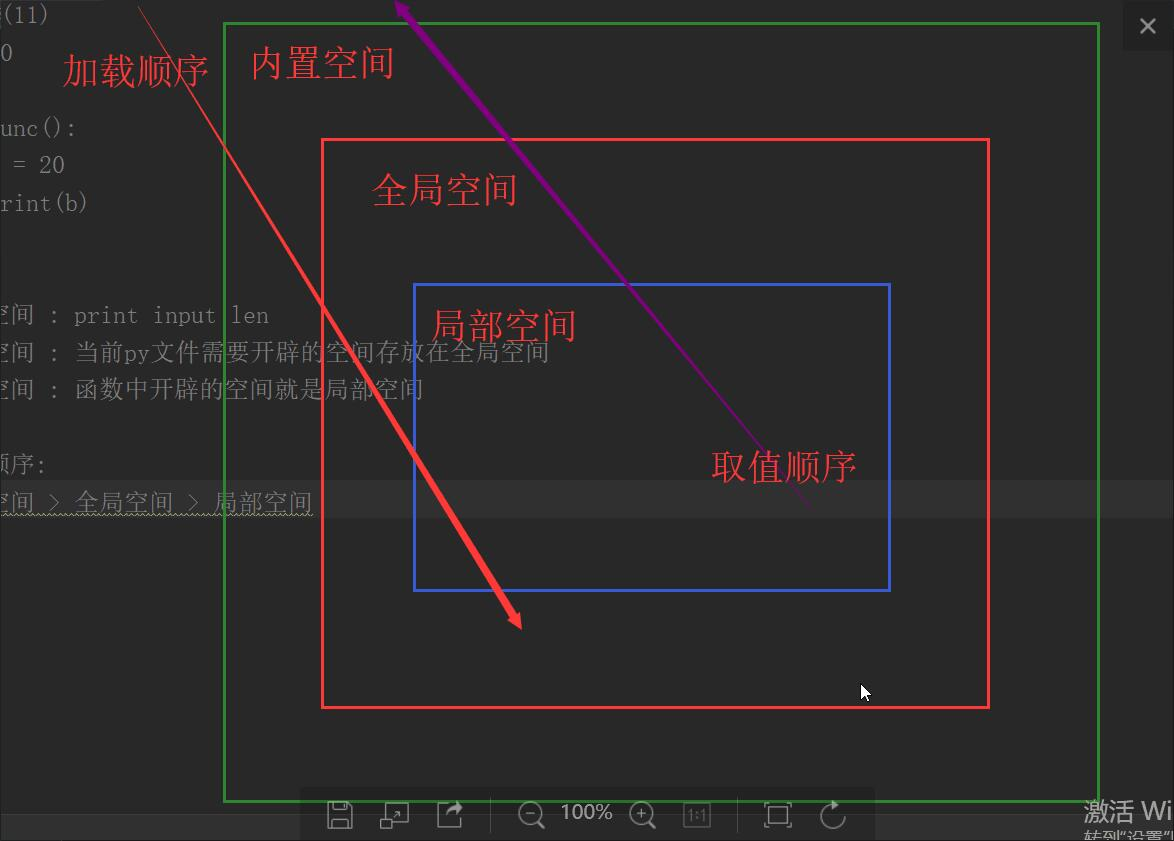 (11)
0
加载顺序
内置空间
unc():
= 20
rint(b)
全局空间
局部空间
空间 : print input len
空间 : 当前py文件需要开辟的空间存放在全局空间
空间 : 函数中开辟的空间就是局部空间
取值顺序
顺序:
空间 > 全局空间 > 局部空间
100%
1:1
激活 Wi
转到"设置"